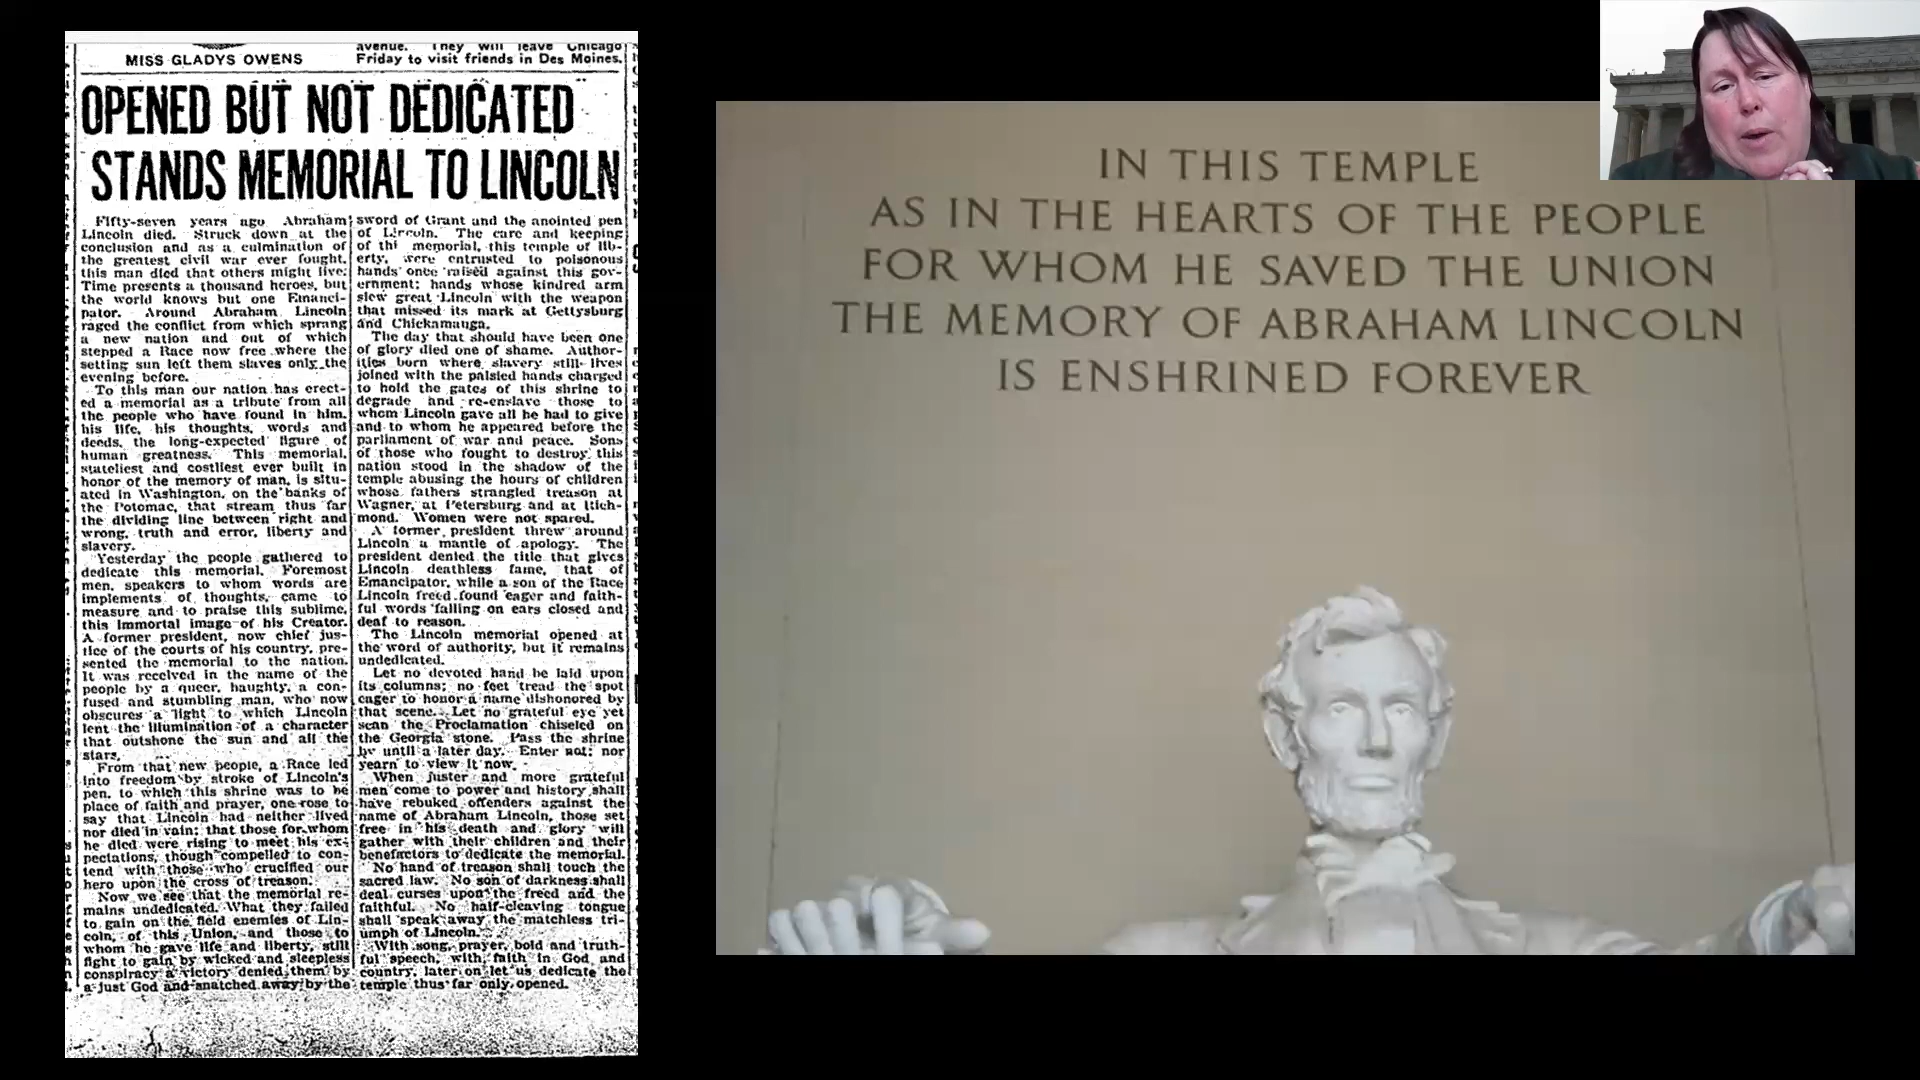 MISS GLADYS OWENS
avenue. They will leave Chicago
Friday to visit friends in Des Moines.
OPENED BUT NOT DEDICATED
STANDS MEMORIAL TO LINCOLN
Fifty-seven years ago Abraham
Lincoln died. Struck down at the
conclusion and as a culmination of
the greatest civil war ever fought,
this man died that others might live:
Time presents a thousand heroes, but
the world knows but one Emanci-
pator. Around Abraham Lincoln
raged the conflict from which sprang
a new nation and out of which
stepped a Race now free where the
setting sun left them slaves only the
evening before.
To this man our nation has erect-
ed a memorial as a tribute from all
the people who have found in him,
his life, his thoughts, words and
deeds, the long-expected figure of
human greatness. This memorial,
stateliest and costliest ever built in
honor of the memory of man, is situ-
ated in Washington, on the banks of
the Potomac, that stream thus far
the dividing line between right and
wrong, truth and error, liberty and
slavery.
Yesterday the people gathered to
dedicate this memorial. Foremost
men, speakers to whom words are
implements of thoughts, came to
measure and to praise this sublime,
this immortal image of his Creator.
A former president, now chief jus-
tice of the courts of his country, pre-
sented the memorial to the nation.
It was received in the name of the
people by a queer, haughty, a con-
fused and stumbling man, who now
obscures a light to which Lincoln
lent the illumination of a character
that outshone the sun and all the
stars.
From that new people, a Race led
into freedom by stroke of Lincoln's
pen, to which this shrine was to be
place of faith and prayer, one rose to
say that Lincoln had neither lived
nor died in vain; that those for whom
he died were rising to meet his ex-
pectations, though compelled to con-
tend with those who crucified our
hero upon the cross of treason.
Now we see that the memorial re-
mains undedicated. What they failed
to gain on the field enemies of Lin-
coln, of this Union, and those to
whom he gave life and liberty, still
fight to gain by wicked and sleepless
conspiracy a victory denied them by
a just God and snatched away by the
sword of Grant and the anointed pen
of Lincoln. The care and keeping
of thi memorial, this temple of lib-
erty, were entrusted to poisonous
hands once raised against this gov-
ernment; hands whose kindred arm
slew great Lincoln with the weapon
that missed its mark at Gettysburg
and Chickamauga.
The day that should have been one
of glory died one of shame. Author-
ities born where slavery still lives
joined with the palsied hands charged
to hold the gates of this shrine to
degrade and re-enslave those to
whom Lincoln gave all he had to give
and to whom he appeared before the
parliament of war and peace. Sons
of those who fought to destroy this
nation stood in the shadow of the
temple abusing the hours of children
whose fathers strangled treason at
Wagner, at Petersburg and at Rich-
mond. Women were not spared.
A former president threw around
Lincoln a mantle of apology. The
president denied the title that gives
Lincoln deathless fame, that of
Emancipator, while a son of the Race
Lincoln freed found eager and faith-
ful words falling on ears closed and
deaf to reason.
The Lincoln memorial opened at
the word of authority, but it remains
undedicated.
Let no devoted hand be laid upon
its columns; no feet tread the spot
eager to honor a name dishonored by
that scene. Let no grateful eye yet
scan the Proclamation chiseled on
the Georgia stone. Pass the shrine
by until a later day. Enter not; nor
yearn to view it now.
When juster and more grateful
men come to power and history shall
have rebuked offenders against the
name of Abraham Lincoln, those set
free in his death and glory will
gather with their children and their
benefactors to dedicate the memorial.
No hand of treason shall touch the
sacred law. No son of darkness shall
deal curses upon the freed and the
faithful. No half-cleaving tongue
shall speak away the matchless tri-
umph of Lincoln.
With song, prayer, bold and truth-
ful speech, with faith in God and
country, later on let us dedicate the
temple thus far only opened.
IN THIS TEMPLE
AS IN THE HEARTS OF THE PEOPLE
FOR WHOM HE SAVED THE UNION
THE MEMORY OF ABRAHAM LINCOLN
IS ENSHRINED FOREVER